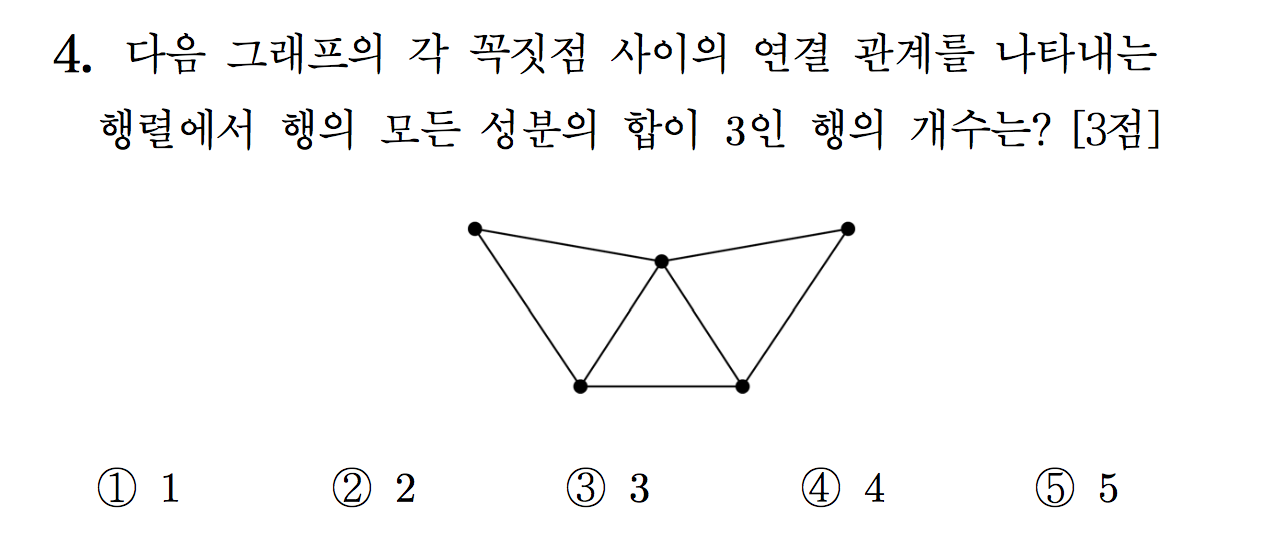 4. 다음 그래프의 각 꼭짓점 사이의 연결 관계를 나타내는
행렬에서 행의 모든 성분의 합이 3인 행의 개수는? [3점]
① 1 ② 2 ③ 3 ④ 4 ⑤ 5